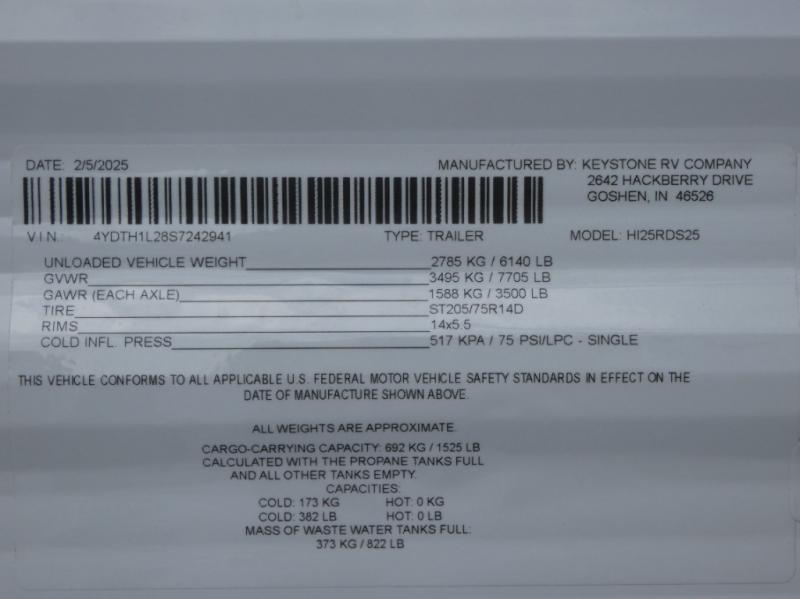 DATE: 2/5/2025
MANUFACTURED BY: KEYSTONE RV COMPANY
2642 HACKBERRY DRIVE
GOSHEN, IN 46526
V I N.: 4YDTH1L28S7242941 TYPE: TRAILER MODEL: HI25RDS25
UNLOADED VEHICLE WEIGHT 2785 KG / 6140 LB
GVWR 3495 KG / 7705 LB
GAWR (EACH AXLE) 1588 KG / 3500 LB
TIRE ST205/75R14D
RIMS 14x5.5
COLD INFL. PRESS 517 KPA / 75 PSI/LPC - SINGLE
THIS VEHICLE CONFORMS TO ALL APPLICABLE U.S. FEDERAL MOTOR VEHICLE SAFETY STANDARDS IN EFFECT ON THE
DATE OF MANUFACTURE SHOWN ABOVE.
ALL WEIGHTS ARE APPROXIMATE.
CARGO-CARRYING CAPACITY: 692 KG / 1525 LB
CALCULATED WITH THE PROPANE TANKS FULL
AND ALL OTHER TANKS EMPTY.
CAPACITIES:
COLD: 173 KG HOT: 0 KG
COLD: 382 LB HOT: 0 LB
MASS OF WASTE WATER TANKS FULL:
373 KG / 822 LB